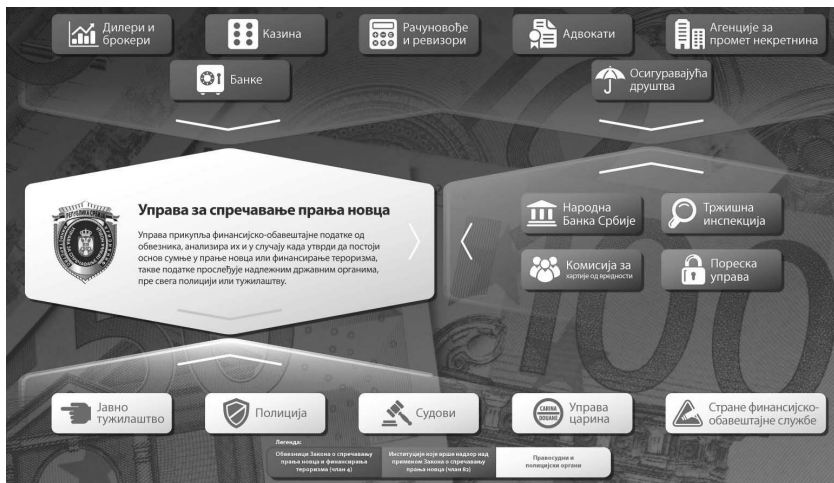 Дилери и
брокери
Казина
Рачуновође
и ревизори
Адвокати
Агенције за
промет некретнина
Банке
Осигуравајућа
друштва
РЕПУБЛИКА СРБИЈА
Управа за спречавање прања новца
Управа прикупља финансијско-обавештајне податке од
обвезника, анализира их и у случају када утврди да постоји
основ сумње у прање новца или финансирање тероризма,
такве податке прослеђује надлежним државним органима,
пре свега полицији или тужилаштву.
Народна
Банка Србије
Тржишна
инспекција
Комисија за
хартије од вредности
Пореска
управа
Јавно
тужилаштво
Полиција
Судови
CARINA
DOUANE
Управа
царина
Стране финансијско-
обавештајне службе
Легенда:
Обвезници Закона о спречавању
прања новца и финансирања
тероризма (члан 4)
Институције које врше надзор над
применом Закона о спречавању
прања новца (члан 82)
Правосудни и
полицијски органи
100